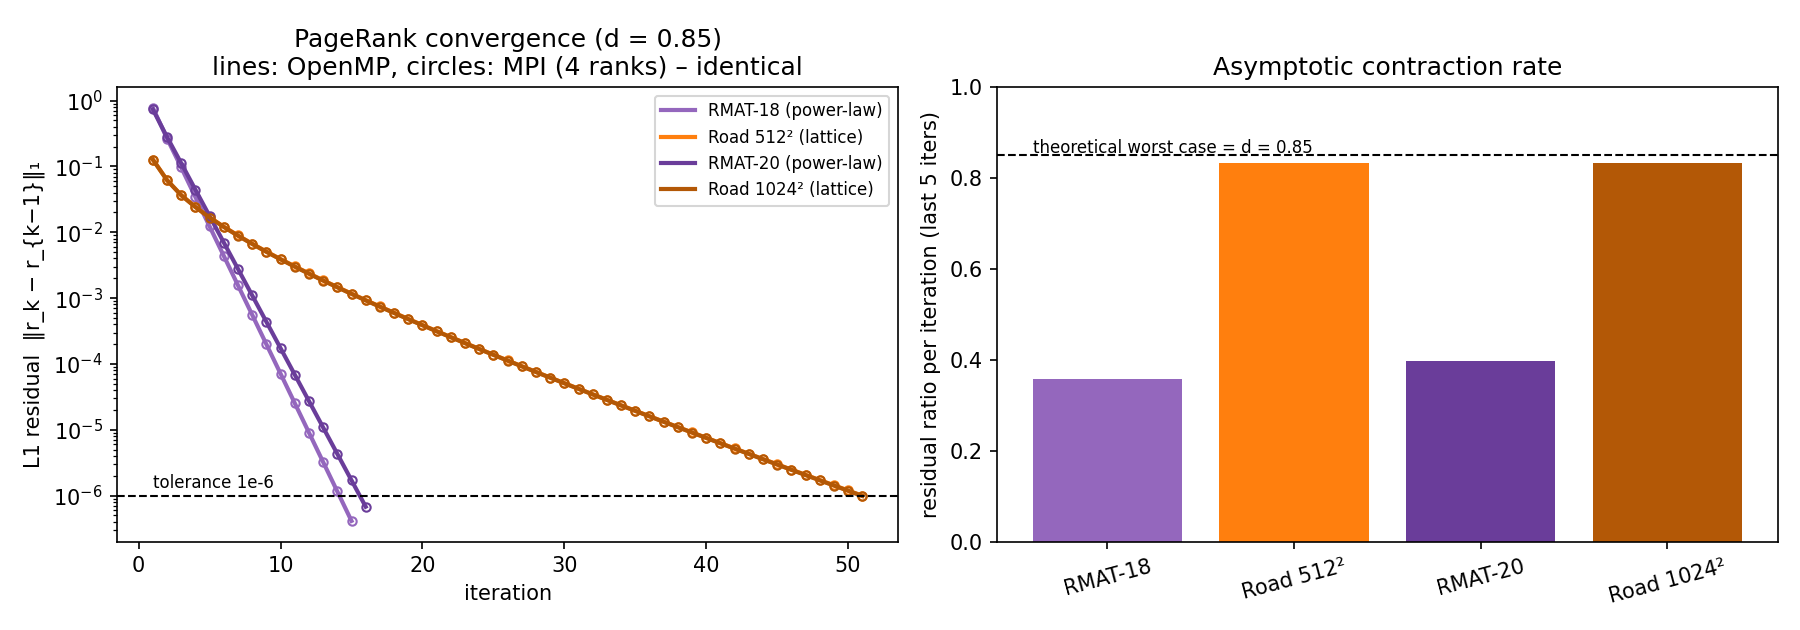 PageRank convergence (d = 0.85)
lines: OpenMP, circles: MPI (4 ranks) – identical
L1 residual ‖r_k − r_{k−1}‖₁
10⁰
10⁻¹
10⁻²
10⁻³
10⁻⁴
10⁻⁵
10⁻⁶
RMAT-18 (power-law)
Road 512² (lattice)
RMAT-20 (power-law)
Road 1024² (lattice)
tolerance 1e-6
0
10
20
30
40
50
iteration
Asymptotic contraction rate
residual ratio per iteration (last 5 iters)
1.0
0.8
0.6
0.4
0.2
0.0
theoretical worst case = d = 0.85
RMAT-18
Road 512²
RMAT-20
Road 1024²